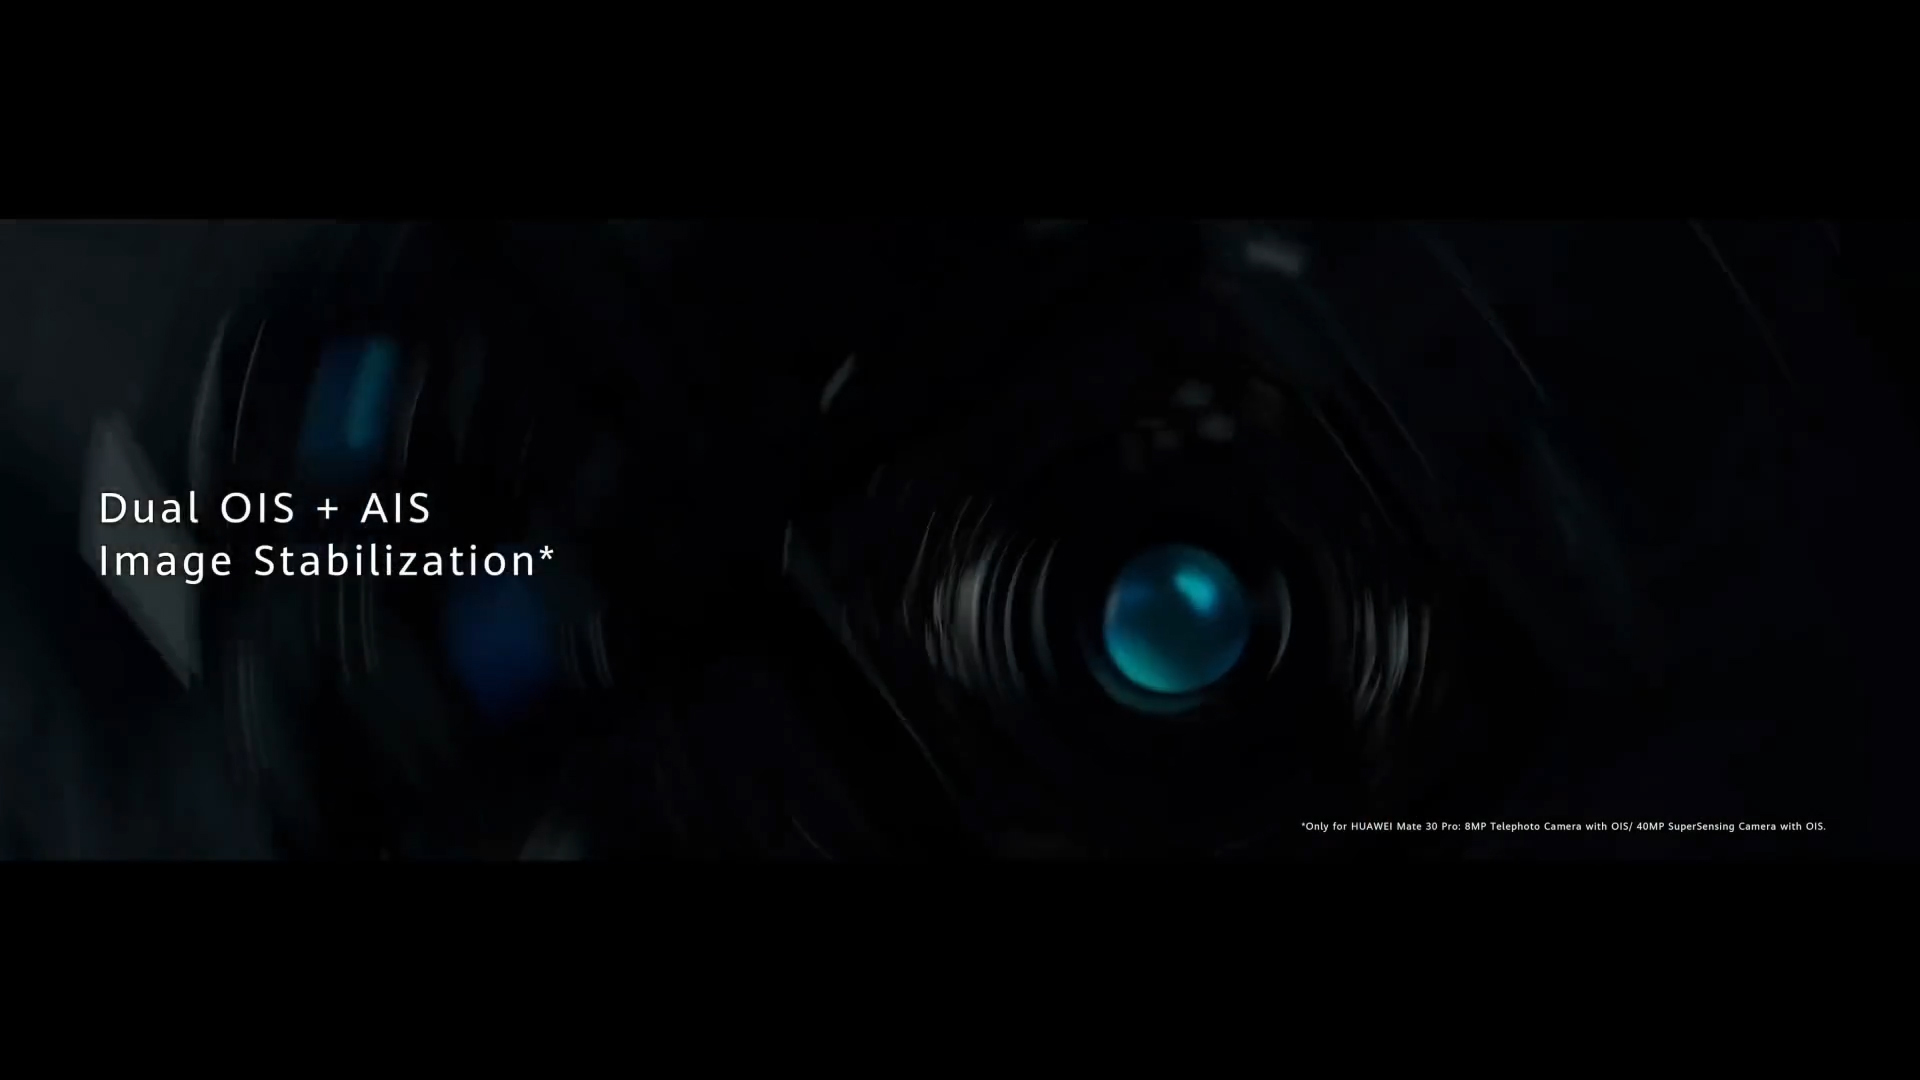 Dual OIS + AIS
Image Stabilization*
*Only for HUAWEI Mate 30 Pro: 8MP Telephoto Camera with OIS/ 40MP SuperSensing Camera with OIS.